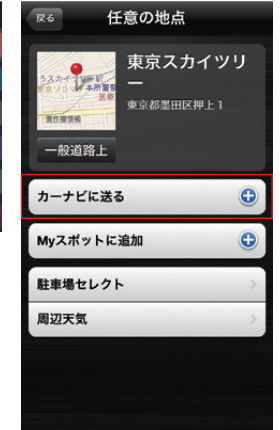 戻る
任意の地点
東京スカイツリ
ー
東京都墨田区押上1
一般道路上
カーナビに送る
Myスポットに追加
駐車場セレクト
周辺天気